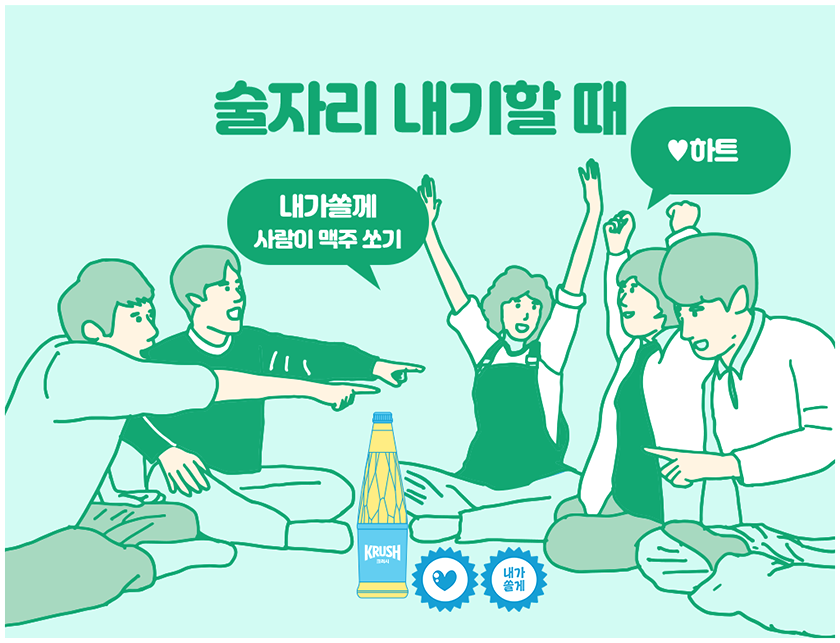 술자리 내기할 때
♥하트
내가쏠께
사람이 맥주 쏘기
KRUSH
크러시
내가
쏠게